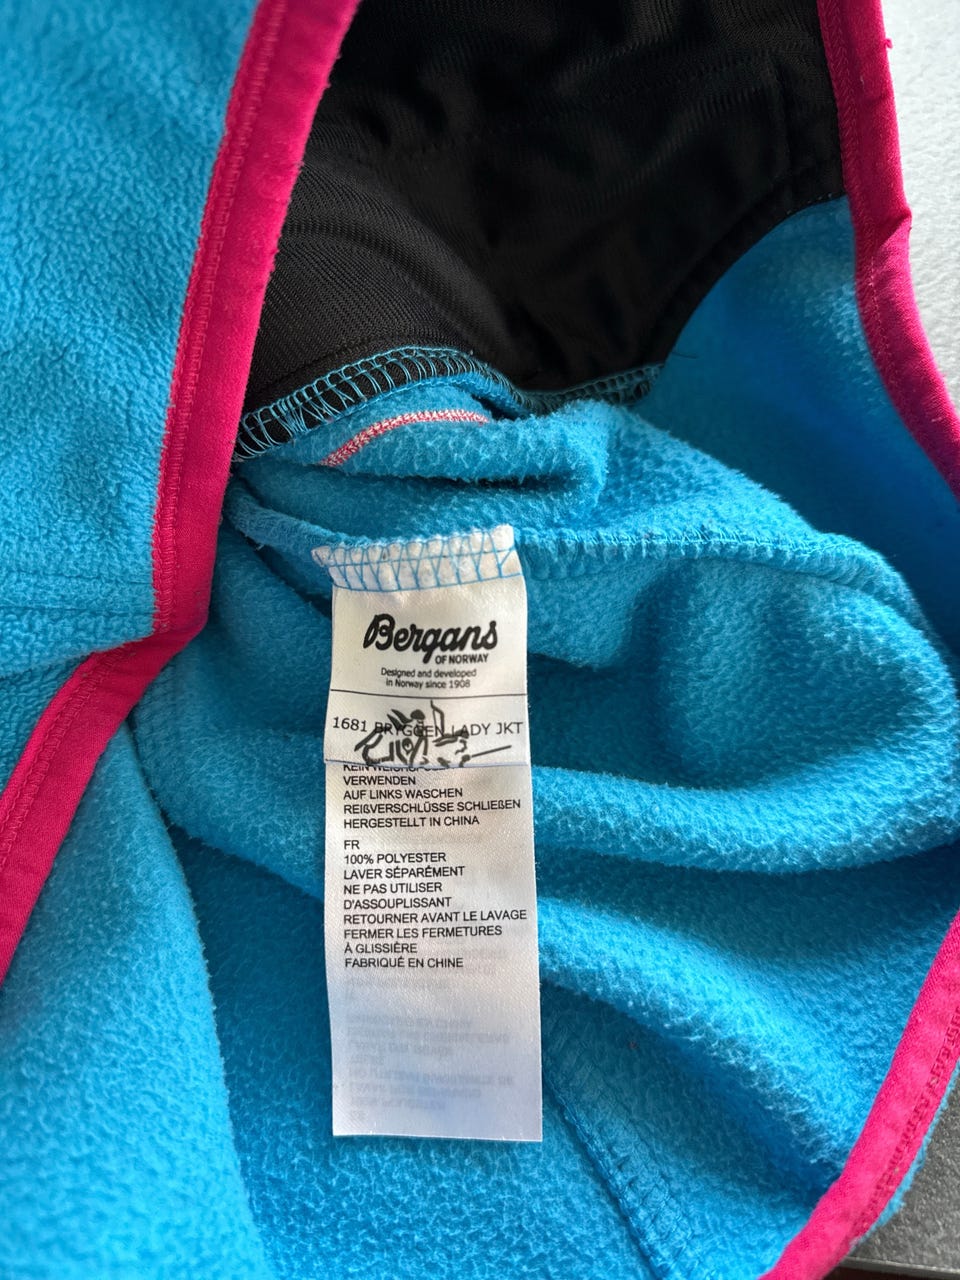 Bergans
OF NORWAY
Designed and developed
in Norway since 1908
1681 BRYGGEN LADY JKT
VERWENDEN
AUF LINKS WASCHEN
REIßVERSCHLÜSSE SCHLIEßEN
HERGESTELLT IN CHINA
FR
100% POLYESTER
LAVER SÉPARÉMENT
NE PAS UTILISER
D'ASSOUPLISSANT
RETOURNER AVANT LE LAVAGE
FERMER LES FERMETURES
À GLISSIÈRE
FABRIQUÉ EN CHINE